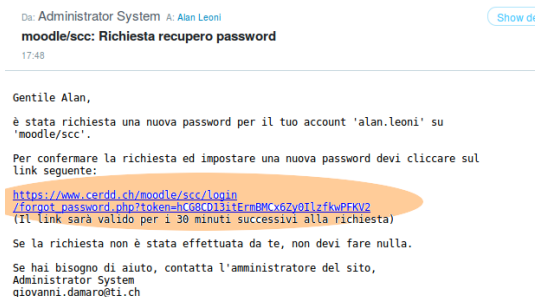 Da: Administrator System A: Alan Leoni
Show de
moodle/scc: Richiesta recupero password
17:48
Gentile Alan,
è stata richiesta una nuova password per il tuo account 'alan.leoni' su
'moodle/scc'.
Per confermare la richiesta ed impostare una nuova password devi cliccare sul
link seguente:
https://www.cerdd.ch/moodle/scc/login
/forgot_password.php?token=hCG8CD13itErmBMCx6Zy0IlzfkwPFKV2
(Il link sarà valido per i 30 minuti successivi alla richiesta)
Se la richiesta non è stata effettuata da te, non devi fare nulla.
Se hai bisogno di aiuto, contatta l'amministratore del sito,
Administrator System
giovanni.damaro@ti.ch